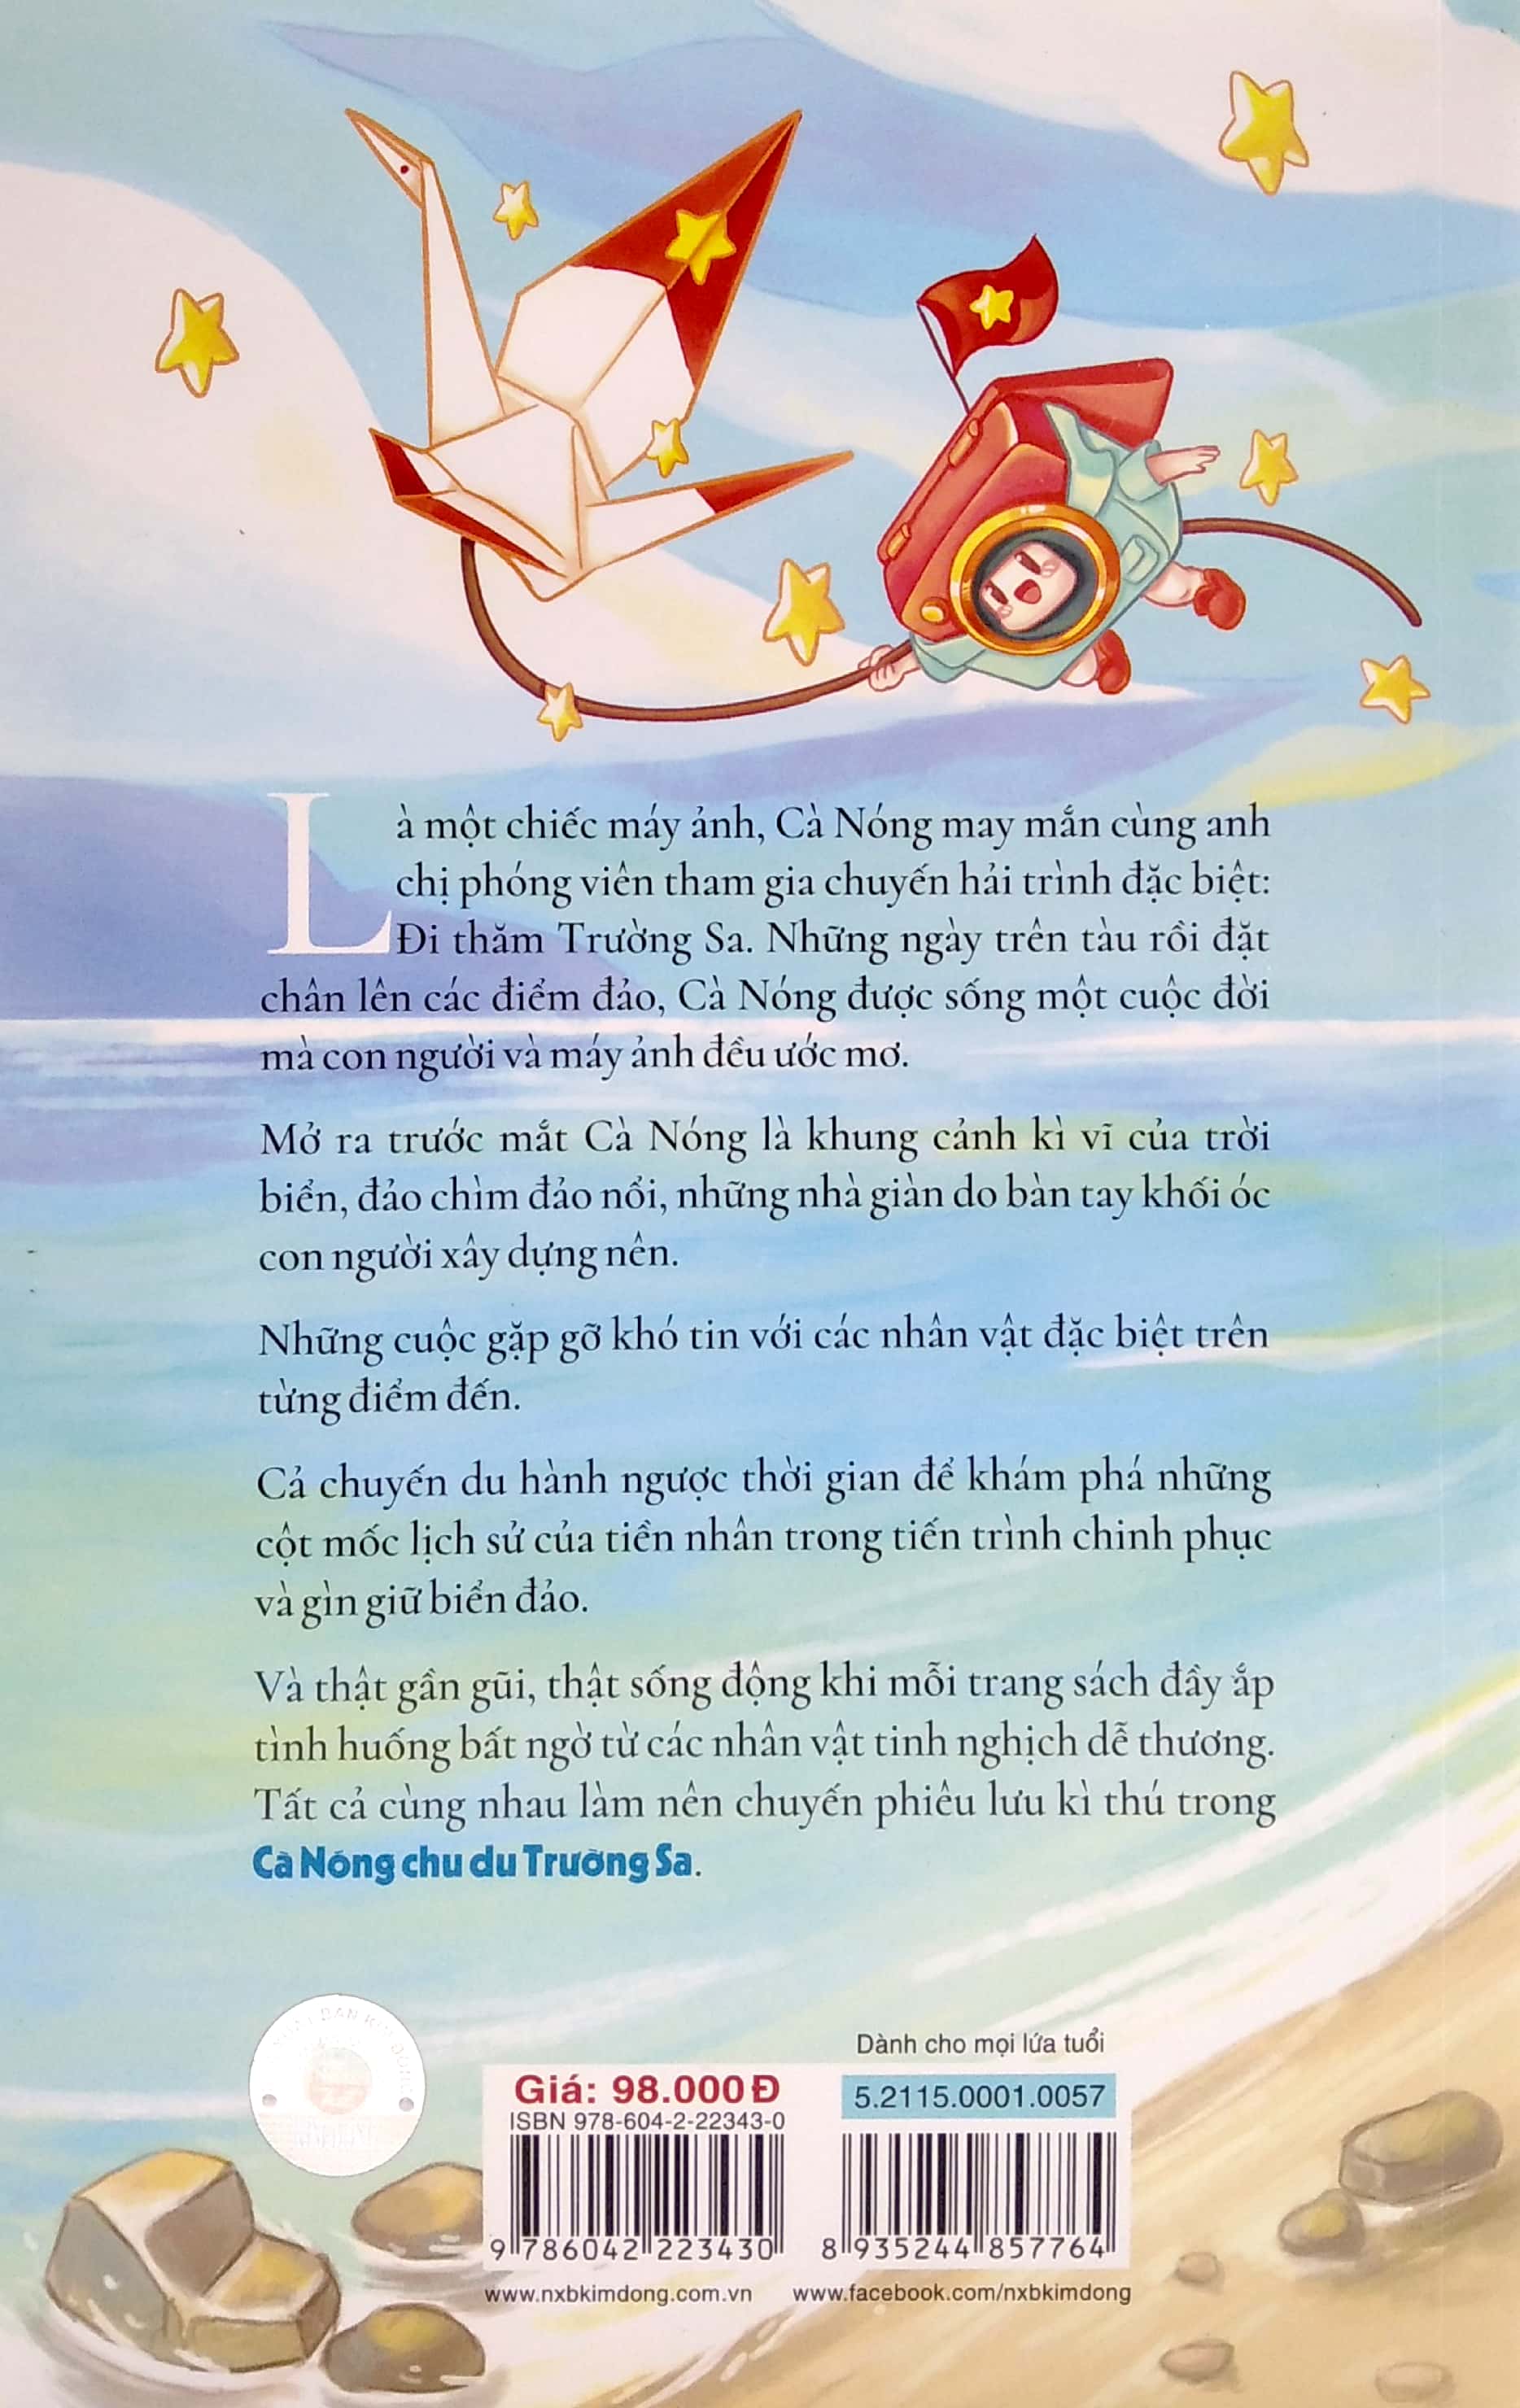 Là một chiếc máy ảnh, Cà Nóng may mắn cùng anh
chị phóng viên tham gia chuyến hải trình đặc biệt:
Đi thăm Trường Sa. Những ngày trên tàu rồi đặt
chân lên các điểm đảo, Cà Nóng được sống một cuộc đời
mà con người và máy ảnh đều ước mơ.
Mở ra trước mắt Cà Nóng là khung cảnh kì vĩ của trời
biển, đảo chìm đảo nổi, những nhà giàn do bàn tay khối óc
con người xây dựng nên.
Những cuộc gặp gỡ khó tin với các nhân vật đặc biệt trên
từng điểm đến.
Cả chuyến du hành ngược thời gian để khám phá những
cột mốc lịch sử của tiền nhân trong tiến trình chinh phục
và gìn giữ biển đảo.
Và thật gần gũi, thật sống động khi mỗi trang sách đầy ắp
tình huống bất ngờ từ các nhân vật tinh nghịch dễ thương.
Tất cả cùng nhau làm nên chuyến phiêu lưu kì thú trong
Cà Nóng chu du Trường Sa.
Dành cho mọi lứa tuổi
Giá: 98.000Đ
5.2115.0001.0057
ISBN 978-604-2-22343-0
9 786042 223430
8 935244 857764
www.nxbkimdong.com.vn
www.facebook.com/nxbkimdong